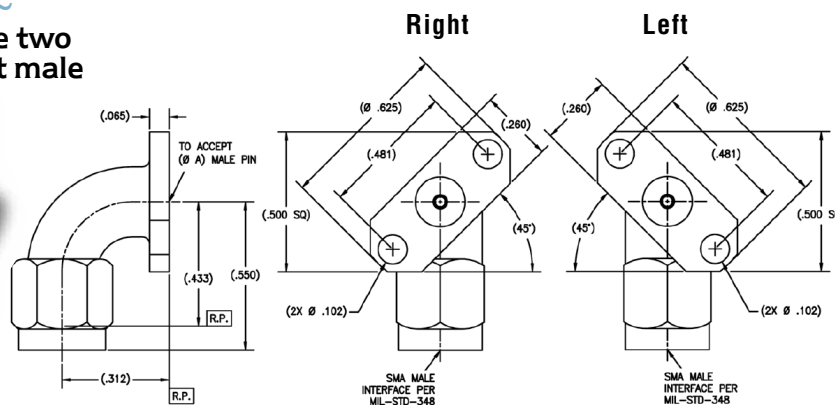 e two
t male
Right
Left
(.065)
TO ACCEPT
(Ø A) MALE PIN
(.433)
(.550)
R.P.
(.312)
R.P.
(Ø .625)
(.481)
(.260)
(.500 SQ)
(45°)
(2X Ø .102)
SMA MALE
INTERFACE PER
MIL-STD-348
(.260)
(Ø .625)
(.481)
(.500 S
(45°)
(2X Ø .102)
SMA MALE
INTERFACE PER
MIL-STD-348